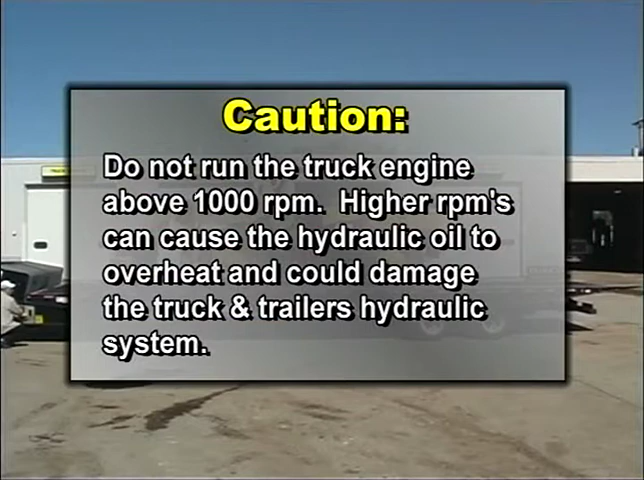 Caution:
Do not run the truck engine
above 1000 rpm.  Higher rpm's
can cause the hydraulic oil to
overheat and could damage
the truck & trailers hydraulic
system.